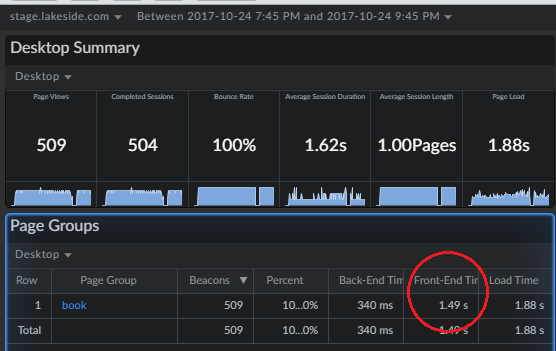 stage.lakeside.com Between 2017-10-24 7:45 PM and 2017-10-24 9:45 PM
Desktop Summary
Desktop
Page Views Completed Sessions Bounce Rate Average Session Duration Average Session Length Page Load
509 504 100% 1.62s 1.00Pages 1.88s
Page Groups
Desktop
Row Page Group Beacons Percent Back-End Tim Front-End Tim Load Time
1 book 509 10...0% 340 ms 1.49 s 1.88 s
Total 509 10...0% 340 ms 1.49 s 1.88 s